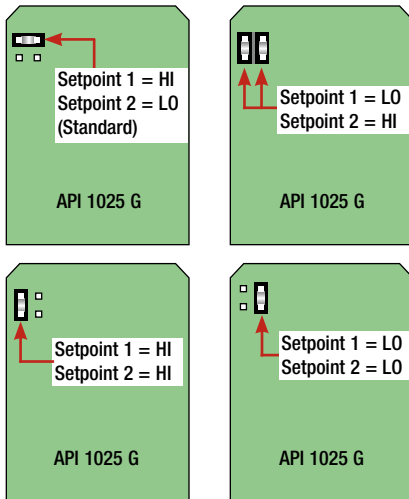 Setpoint 1 = HI
Setpoint 2 = LO
(Standard)
API 1025 G
Setpoint 1 = LO
Setpoint 2 = HI
API 1025 G
Setpoint 1 = HI
Setpoint 2 = HI
API 1025 G
Setpoint 1 = LO
Setpoint 2 = LO
API 1025 G